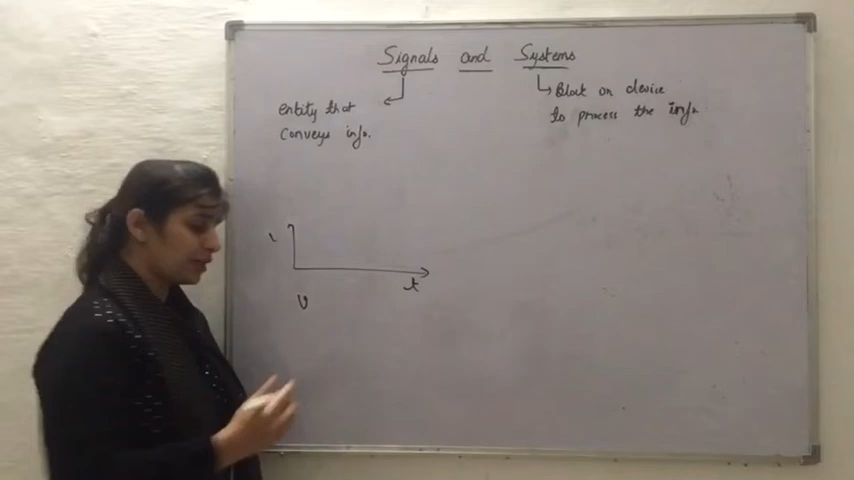 Signals and Systems
entity that
conveys info.
Block or device
to process the info.
t
v